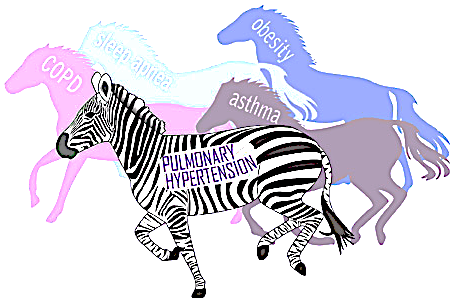 sleep apnea
obesity
COPD
asthma
PULMONARY
HYPERTENSION